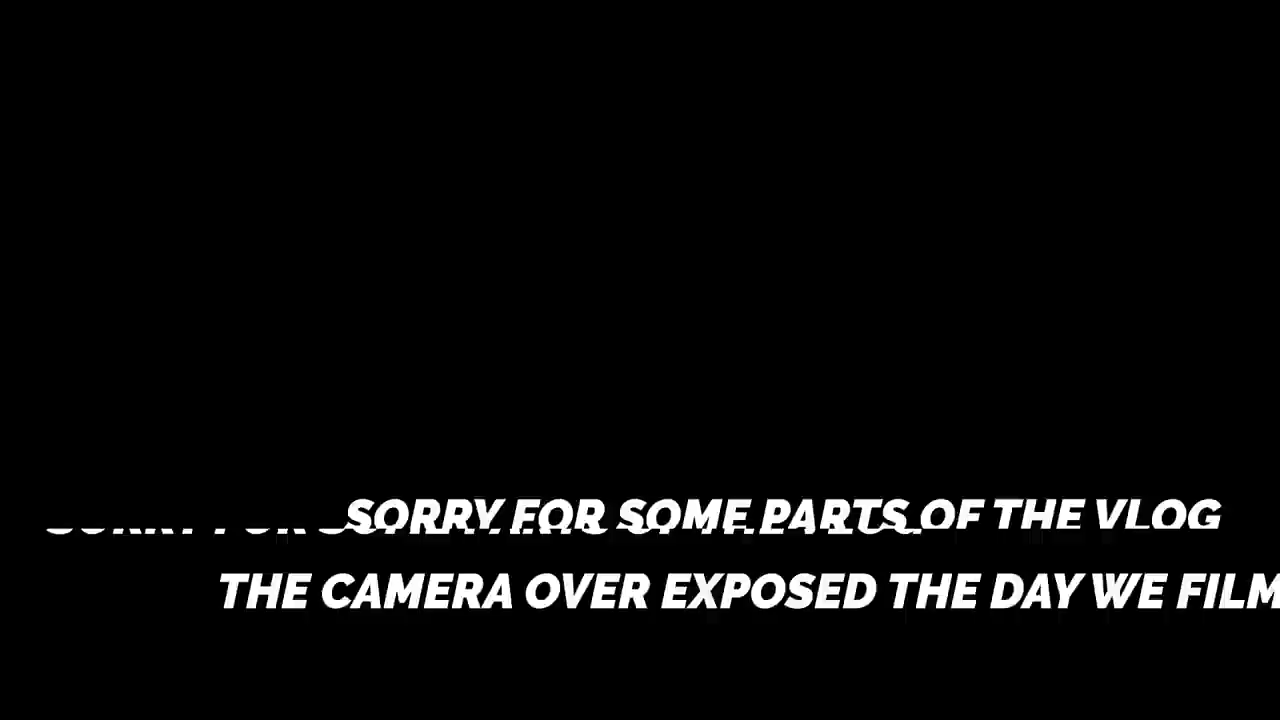 SORRY FOR SOME PARTS OF THE VLOG
THE CAMERA OVER EXPOSED THE DAY WE FILM